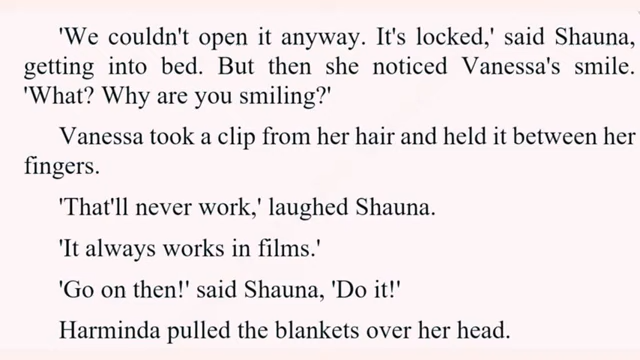 'We couldn't open it anyway. It's locked,' said Shauna,
getting into bed. But then she noticed Vanessa's smile.
'What? Why are you smiling?'
Vanessa took a clip from her hair and held it between her
fingers.
'That'll never work,' laughed Shauna.
'It always works in films.'
'Go on then!' said Shauna, 'Do it!'
Harminda pulled the blankets over her head.